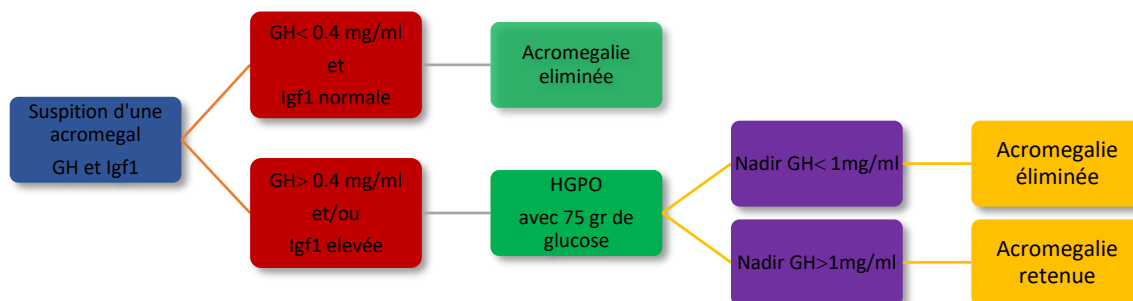 Suspition d'une
acromegal
GH et Igf1
GH< 0.4 mg/ml
et
Igf1 normale
Acromegalie
eliminée
GH> 0.4 mg/ml
et/ou
Igf1 elevée
HGPO
avec 75 gr de
glucose
Nadir GH< 1mg/ml
Acromegalie
éliminée
Nadir GH>1mg/ml
Acromegalie
retenue